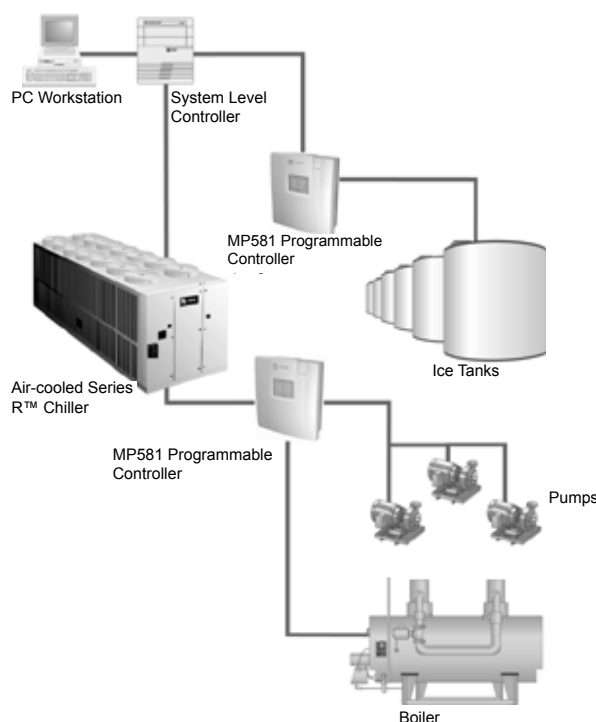 PC Workstation
System Level
Controller
MP581 Programmable
Controller
Ice Tanks
Air-cooled Series
R™ Chiller
MP581 Programmable
Controller
Pumps
Boiler